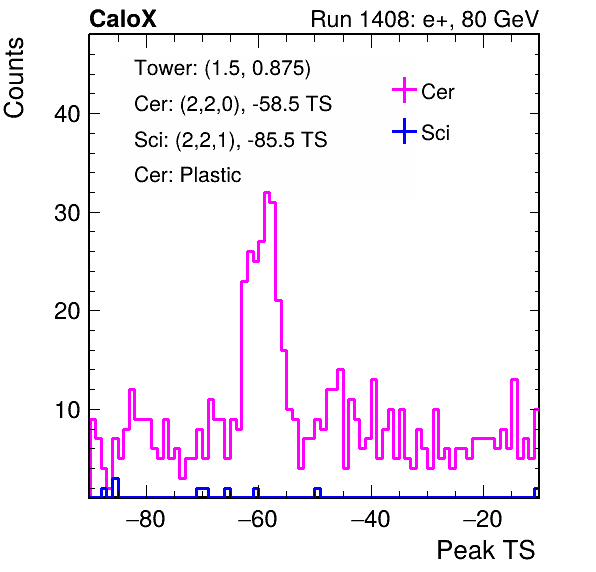 CaloX Run 1408: e+, 80 GeV
Counts
Tower: (1.5, 0.875)
Cer: (2,2,0), -58.5 TS
Sci: (2,2,1), -85.5 TS
Cer: Plastic
Cer
Sci
40
30
20
10
−80 −60 −40 −20
Peak TS